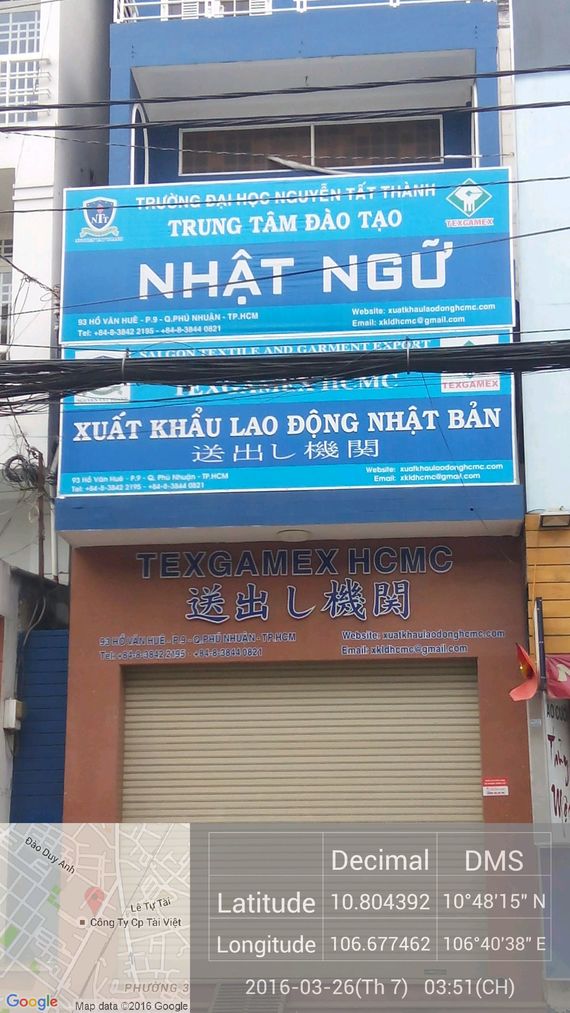 TRƯỜNG ĐẠI HỌC NGUYỄN TẤT THÀNH
TRUNG TÂM ĐÀO TẠO
NTT
TEXGAMEX
NHẬT NGỮ
93 HỒ VĂN HUÊ - P.9 - Q.PHÚ NHUẬN - TP.HCM
Tel: +84-8-3842 2195 - +84-8-3844 0821
Website: xuatkhaulaodonghcmc.com
Email: xkldhcmc@gmail.com
SAIGON TEXTILE AND GARMENT EXPORT
TEXGAMEX HCMC
TEXGAMEX
XUẤT KHẨU LAO ĐỘNG NHẬT BẢN
送出し機関
93 Hồ Văn Huê - P.9 - Q. Phú Nhuận - TP.HCM
Tel: +84-8-3842 2195 - +84-8-3844 0821
Website: xuatkhaulaodonghcmc.com
Email: xkldhcmc@gmail.com
TEXGAMEX HCMC
送出し機関
93 HỒ VĂN HUÊ - P.9 - Q.PHÚ NHUẬN - TP.HCM
Tel: +84-8-3842 2195 - +84-8-3844 0821
Website: xuatkhaulaodonghcmc.com
Email: xkldhcmc@gmail.com
Đào Duy Anh
Lê Tự Tài
Công Ty Cp Tài Việt
PHƯỜNG 3
Google
Map data ©2016 Google
Decimal DMS
Latitude 10.804392 10°48'15" N
Longitude 106.677462 106°40'38" E
2016-03-26(Th 7) 03:51(CH)